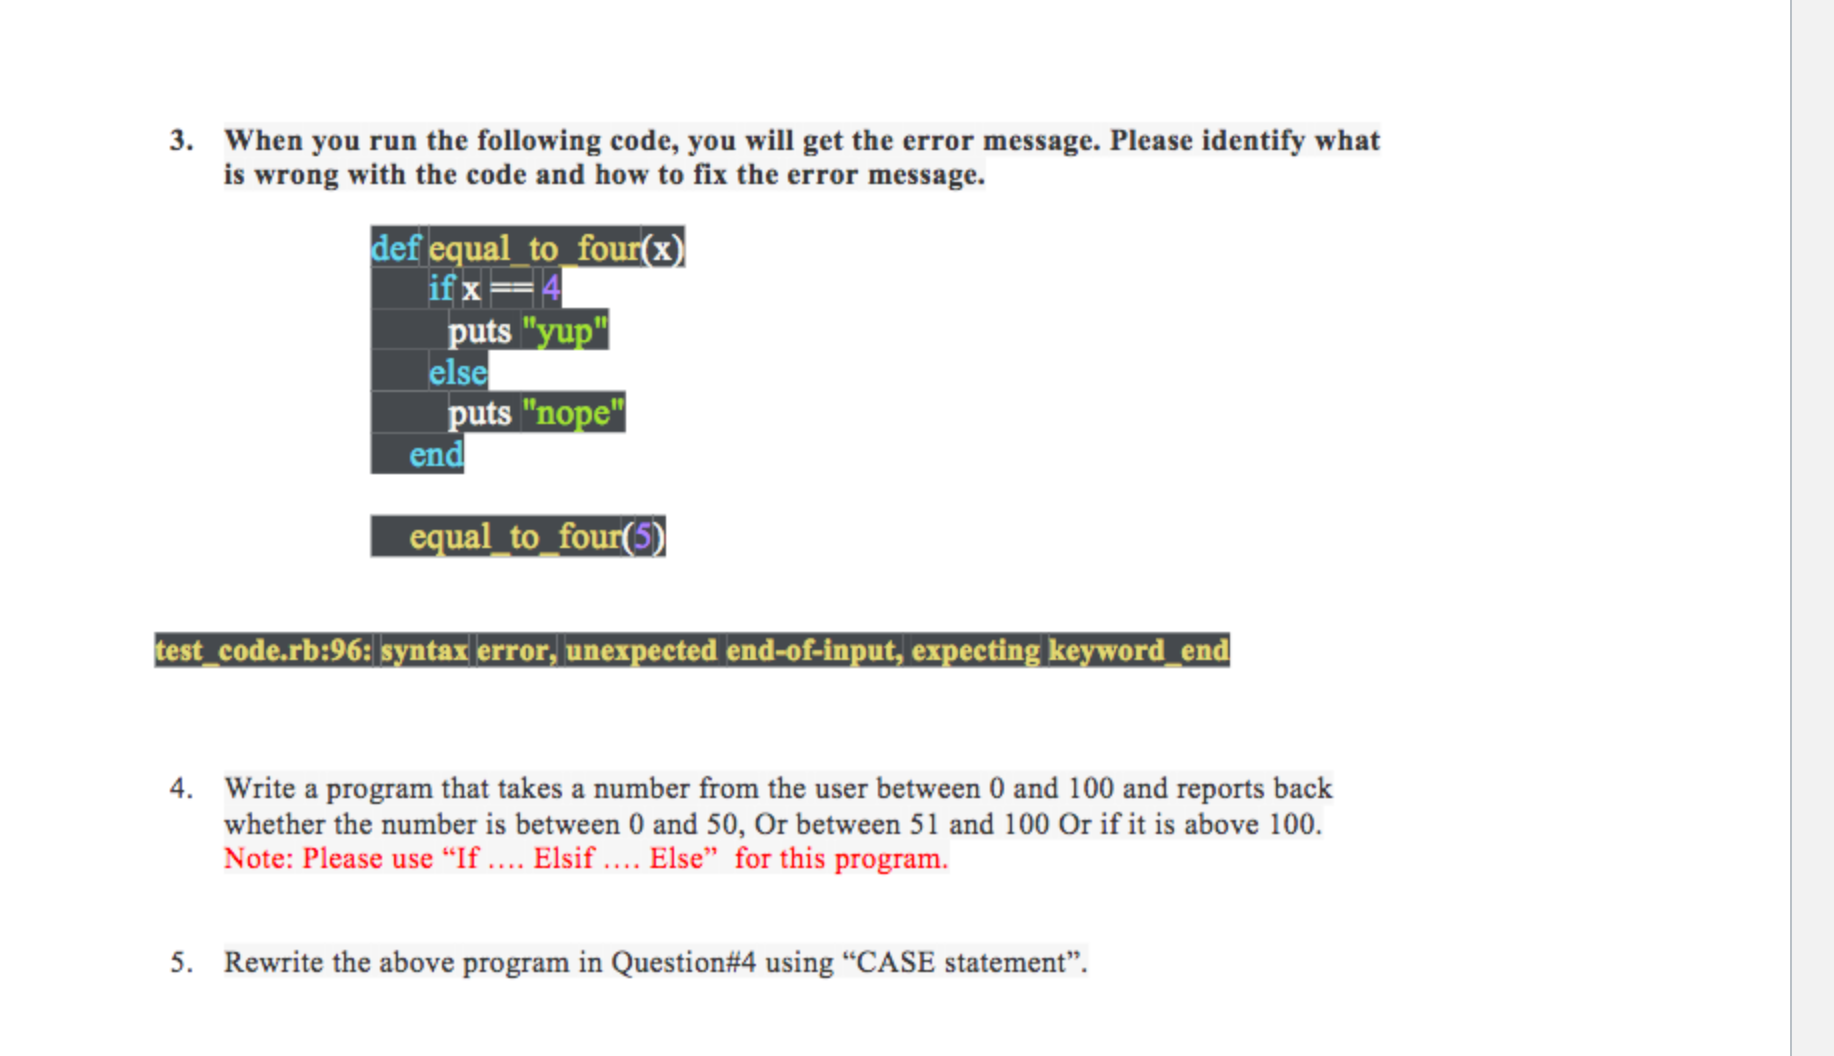 3. When you run the following code, you will get the error message. Please identify what
is wrong with the code and how to fix the error message.
def equal_to_four(x)
if x == 4
puts "yup"
else
puts "nope"
end
equal_to_four(5)
test_code.rb:96: syntax error, unexpected end-of-input, expecting keyword_end
4. Write a program that takes a number from the user between 0 and 100 and reports back
whether the number is between 0 and 50, Or between 51 and 100 Or if it is above 100.
Note: Please use “If .... Elsif .... Else” for this program.
5. Rewrite the above program in Question#4 using “CASE statement”.